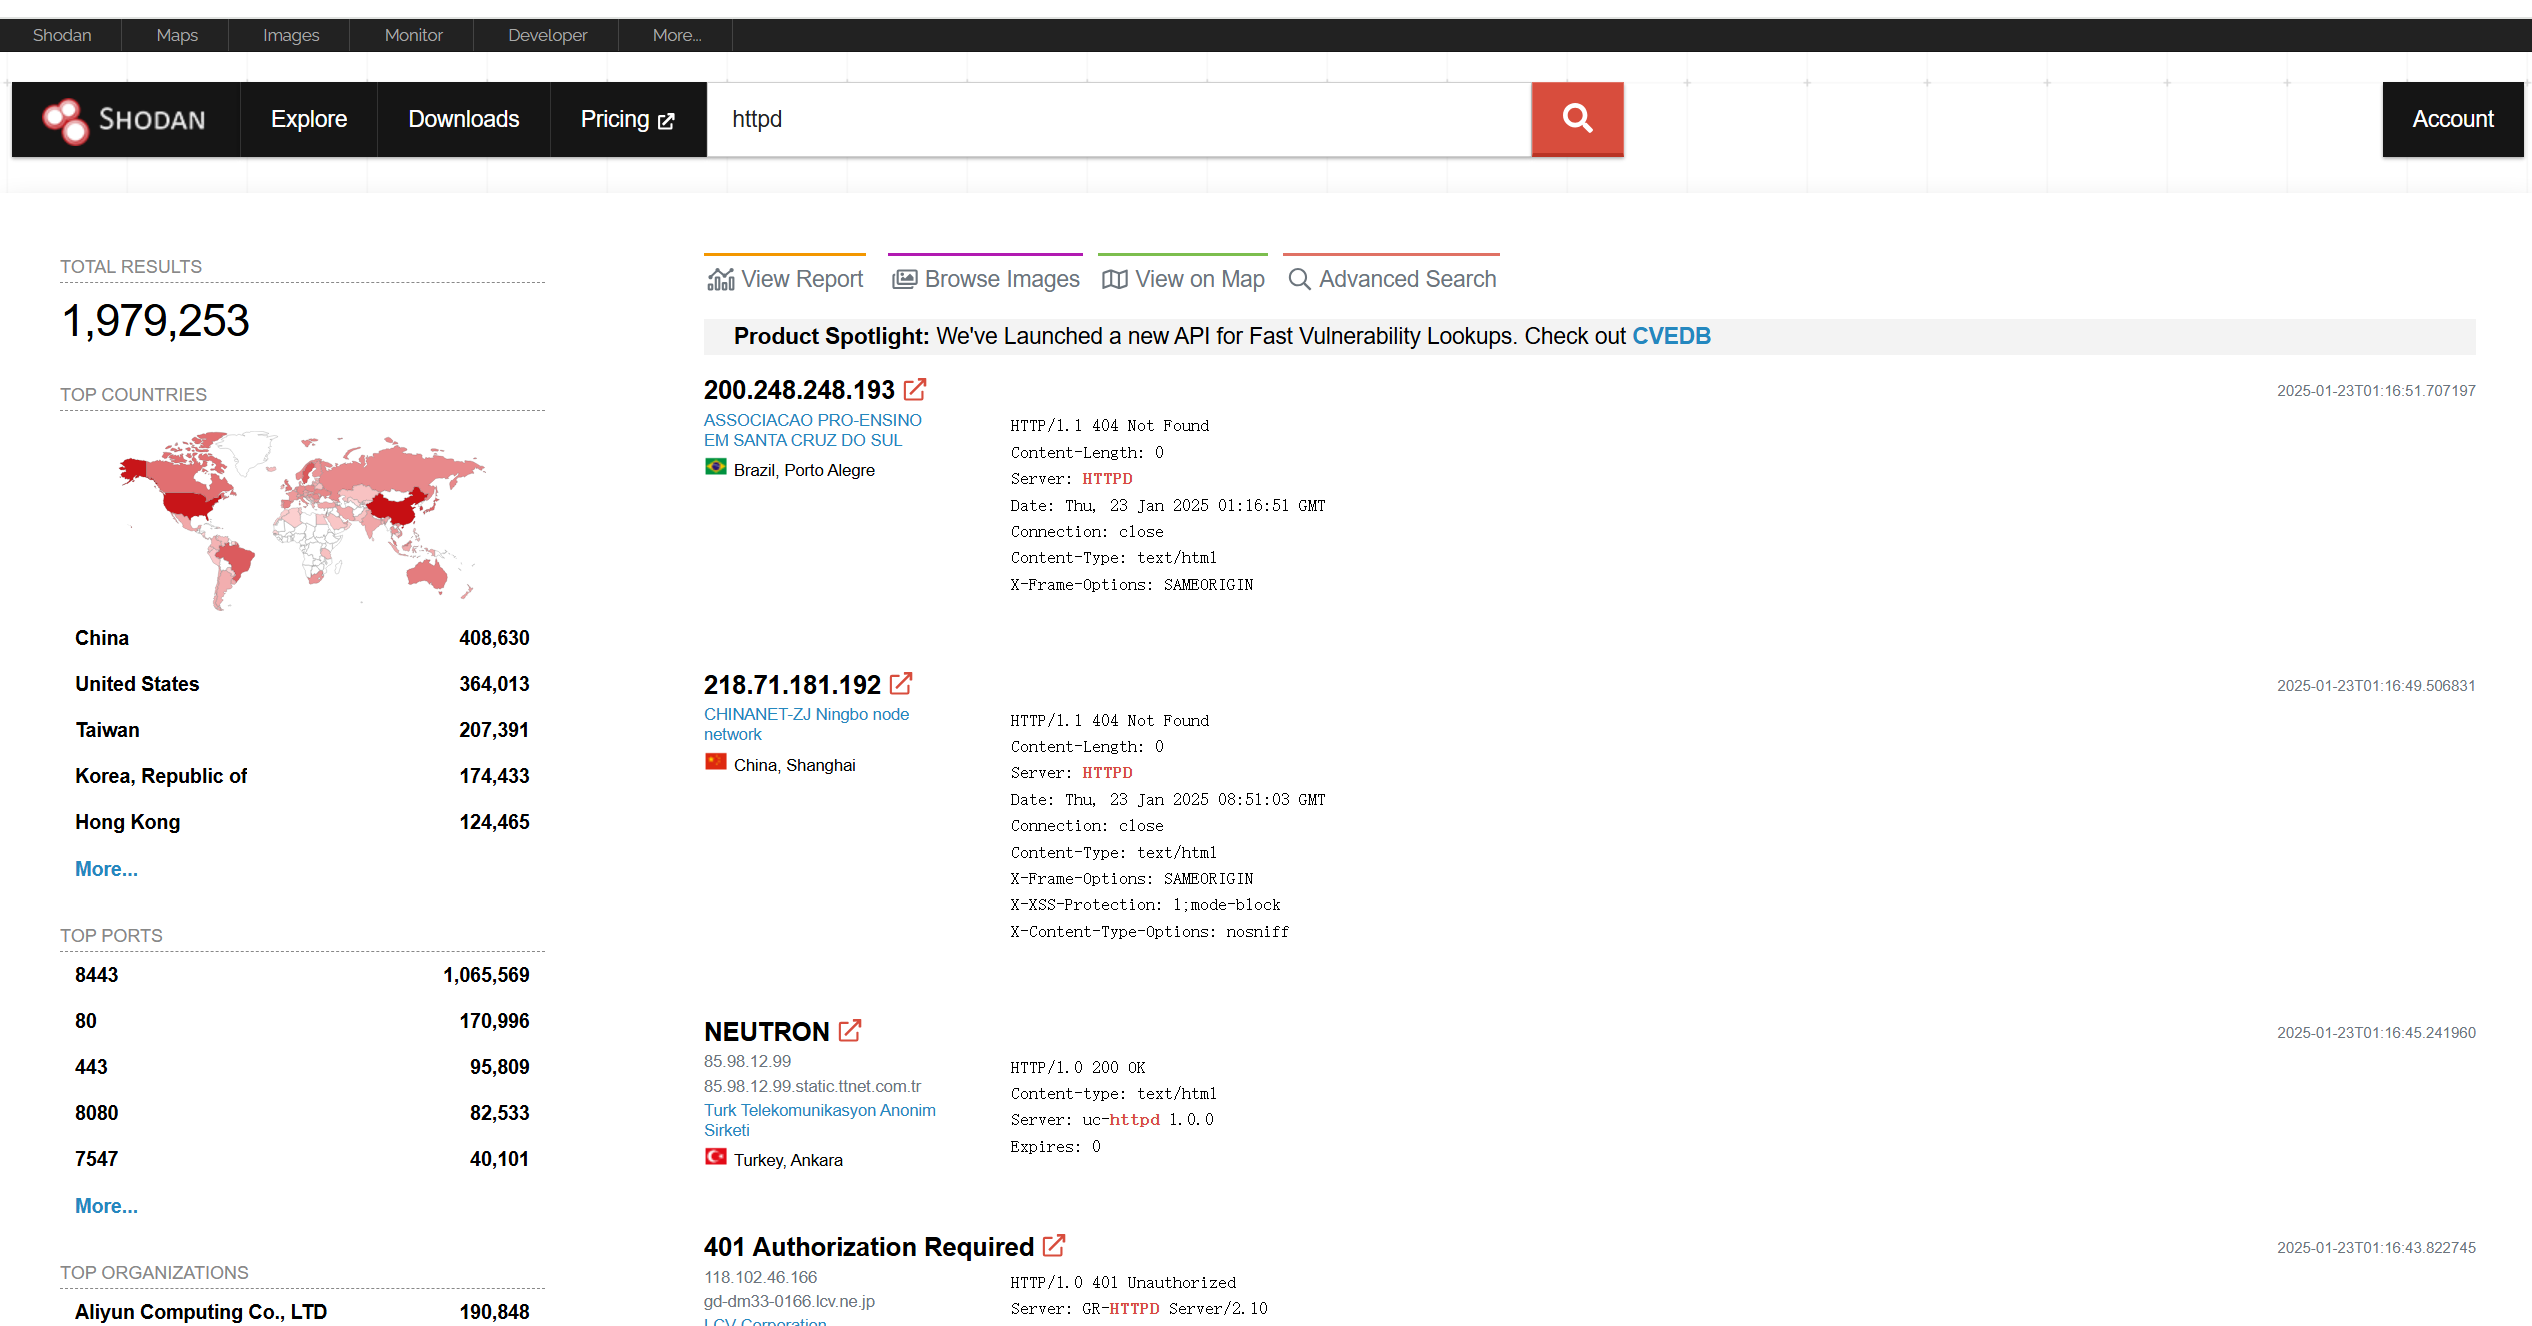 Shodan
Maps
Images
Monitor
Developer
More...
SHODAN
Explore
Downloads
Pricing
httpd
Account
TOTAL RESULTS
1,979,253
TOP COUNTRIES
China 408,630
United States 364,013
Taiwan 207,391
Korea, Republic of 174,433
Hong Kong 124,465
More...
TOP PORTS
8443 1,065,569
80 170,996
443 95,809
8080 82,533
7547 40,101
More...
TOP ORGANIZATIONS
Aliyun Computing Co., LTD 190,848
View Report
Browse Images
View on Map
Advanced Search
Product Spotlight: We've Launched a new API for Fast Vulnerability Lookups. Check out CVEDB
200.248.248.193
2025-01-23T01:16:51.707197
ASSOCIACAO PRO-ENSINO
EM SANTA CRUZ DO SUL
Brazil, Porto Alegre
HTTP/1.1 404 Not Found
Content-Length: 0
Server: HTTPD
Date: Thu, 23 Jan 2025 01:16:51 GMT
Connection: close
Content-Type: text/html
X-Frame-Options: SAMEORIGIN
218.71.181.192
2025-01-23T01:16:49.506831
CHINANET-ZJ Ningbo node
network
China, Shanghai
HTTP/1.1 404 Not Found
Content-Length: 0
Server: HTTPD
Date: Thu, 23 Jan 2025 08:51:03 GMT
Connection: close
Content-Type: text/html
X-Frame-Options: SAMEORIGIN
X-XSS-Protection: 1;mode-block
X-Content-Type-Options: nosniff
NEUTRON
2025-01-23T01:16:45.241960
85.98.12.99
85.98.12.99.static.ttnet.com.tr
Turk Telekomunikasyon Anonim
Sirketi
Turkey, Ankara
HTTP/1.0 200 OK
Content-type: text/html
Server: uc-httpd 1.0.0
Expires: 0
401 Authorization Required
2025-01-23T01:16:43.822745
118.102.46.166
gd-dm33-0166.lcv.ne.jp
LCV Corporation
HTTP/1.0 401 Unauthorized
Server: GR-HTTPD Server/2.10